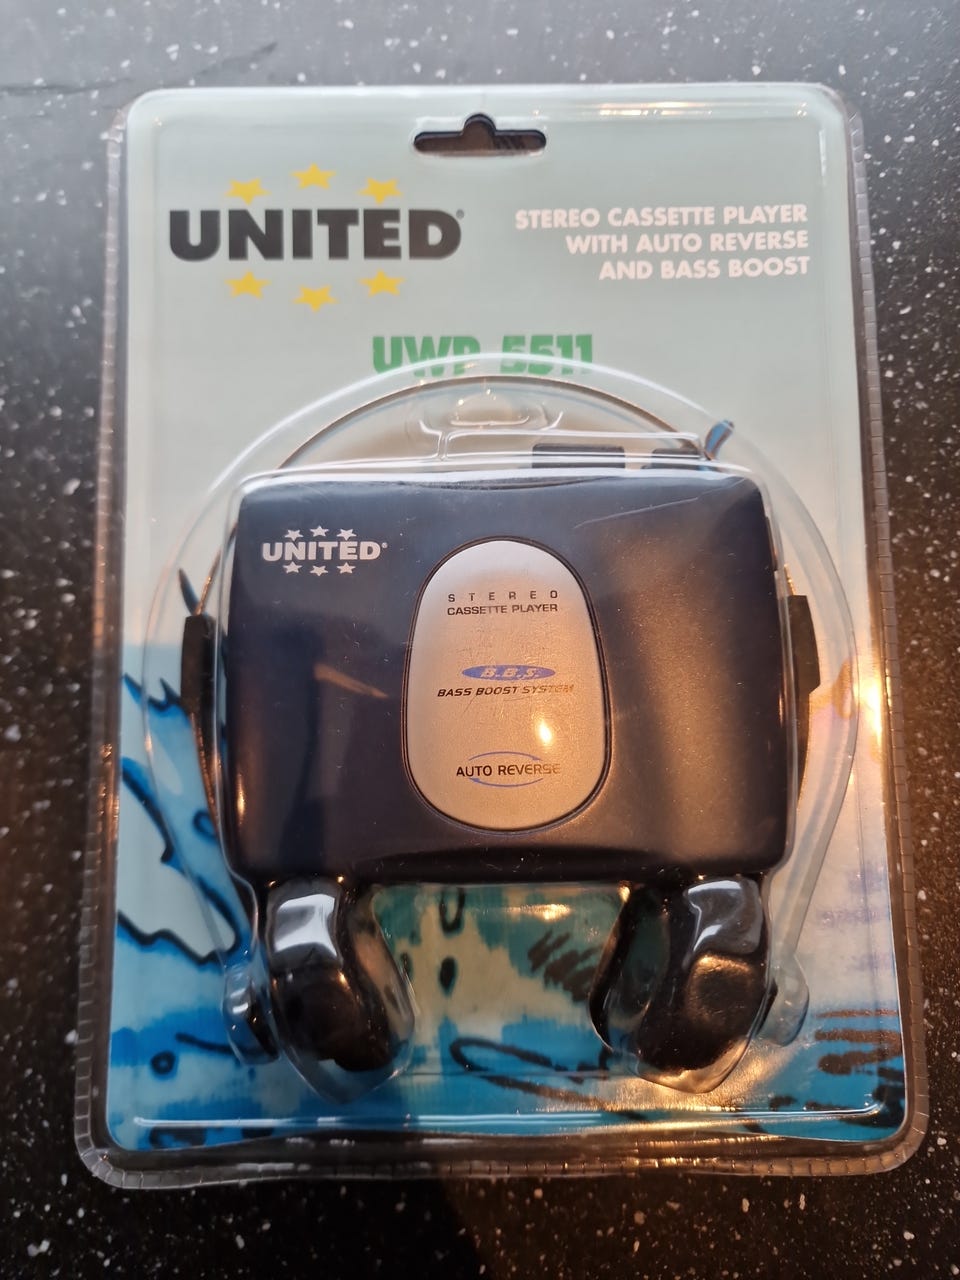 UNITED®
STEREO CASSETTE PLAYER
WITH AUTO REVERSE
AND BASS BOOST
UWP 5511
UNITED®
STEREO
CASSETTE PLAYER
B.B.S.
BASS BOOST SYSTEM
AUTO REVERSE